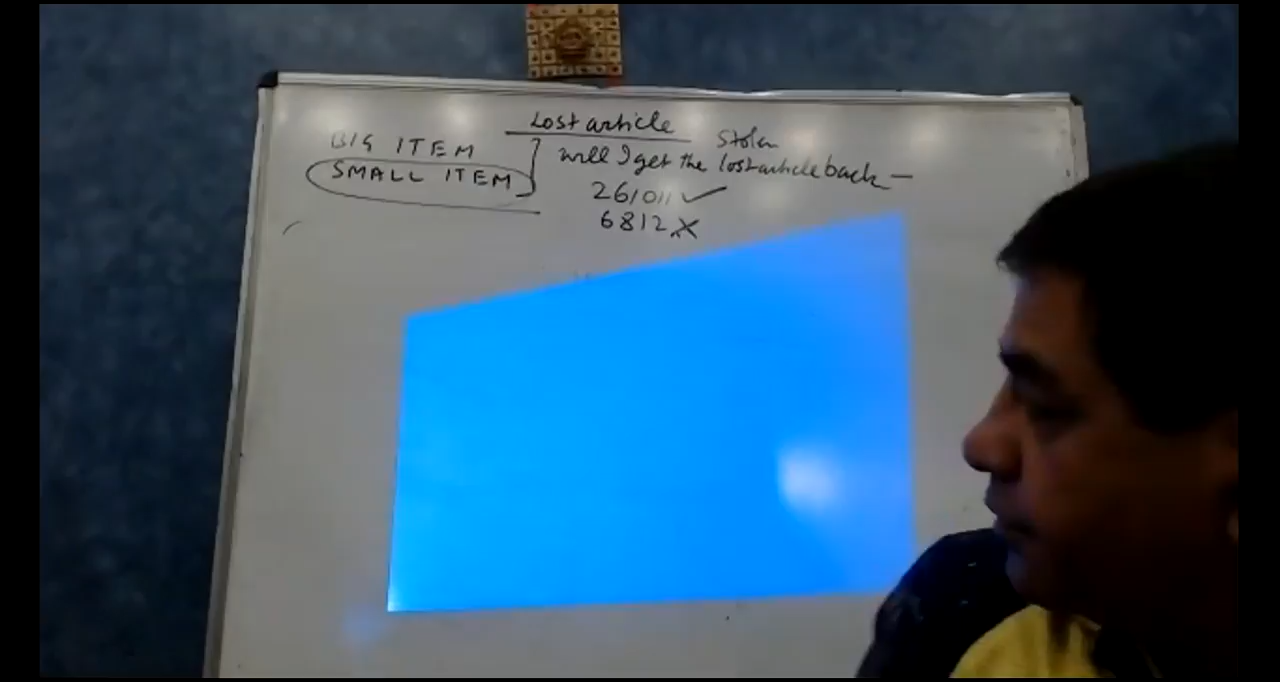 Lost article
BIG ITEM
SMALL ITEM
Stolen
will I get the lost article back —
261011 ✓
6812 X